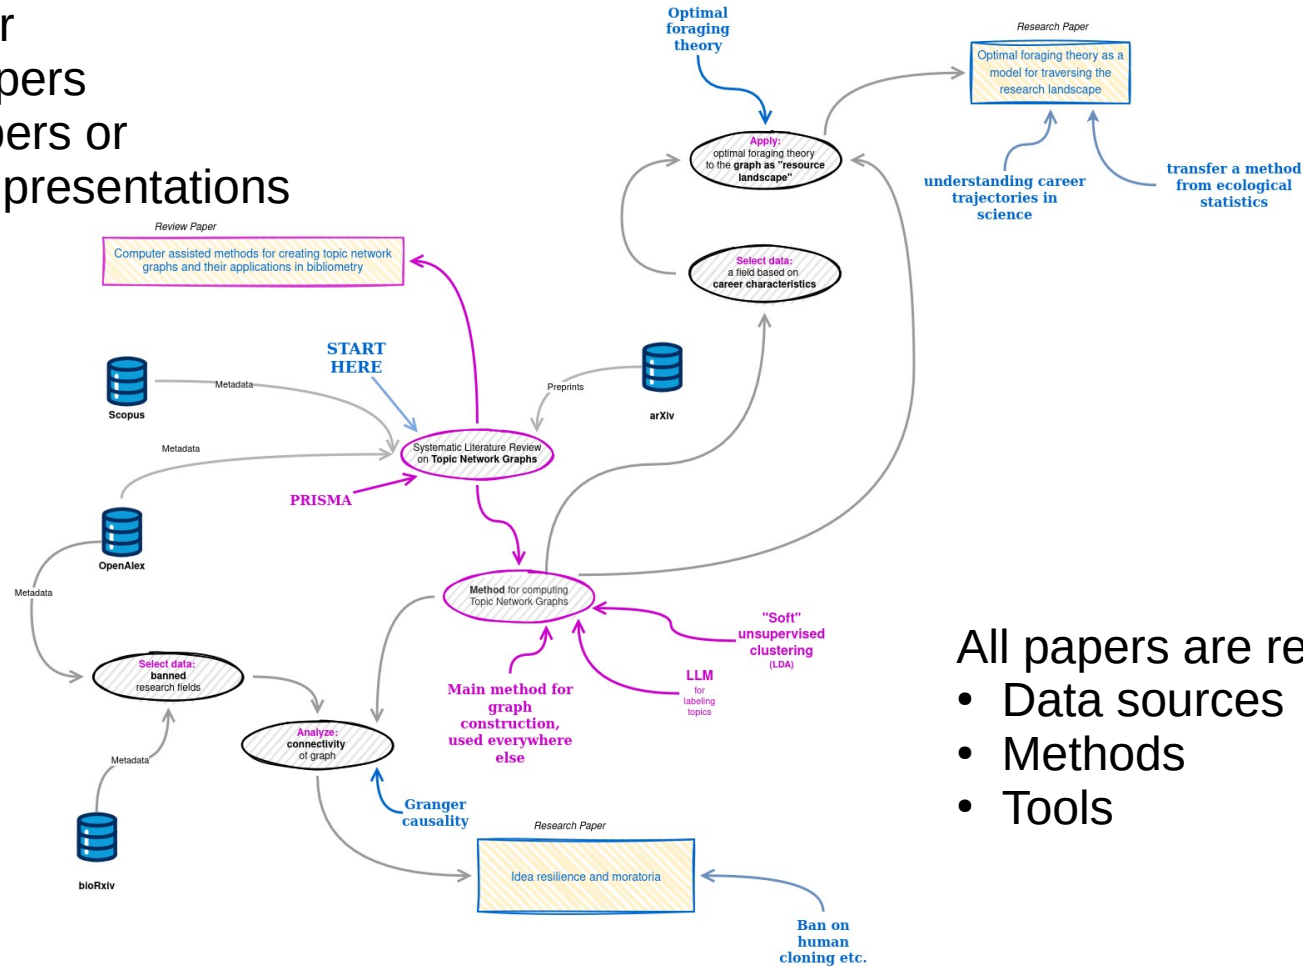 r
pers
pers or
presentations
Optimal
foraging
theory
Research Paper
Optimal foraging theory as a
model for traversing the
research landscape
Apply:
optimal foraging theory
to the graph as "resource
landscape"
understanding career
trajectories in
science
transfer a method
from ecological
statistics
Review Paper
Computer assisted methods for creating topic network
graphs and their applications in bibliometry
Select data:
a field based on
career characteristics
START
HERE
Scopus
Metadata
Preprints
arXiv
Metadata
Systematic Literature Review
on Topic Network Graphs
PRISMA
OpenAlex
Metadata
Method for computing
Topic Network Graphs
"Soft"
unsupervised
clustering
(LDA)
LLM
for
labeling
topics
Main method for
graph
construction,
used everywhere
else
Select data:
banned
research fields
Analyze:
connectivity
of graph
Metadata
bioRxiv
Granger
causality
Research Paper
Idea resilience and moratoria
Ban on
human
cloning etc.
All papers are re
• Data sources
• Methods
• Tools